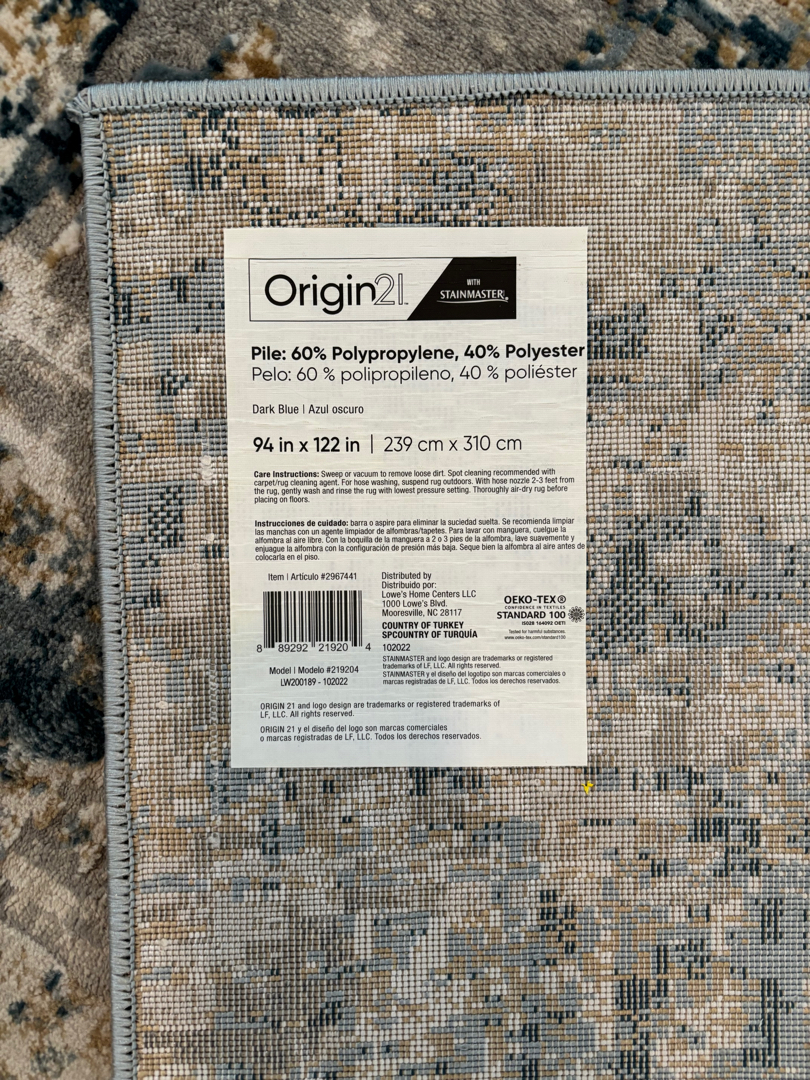 Origin21
WITH
STAINMASTER
Pile: 60% Polypropylene, 40% Polyester
Pelo: 60 % polipropileno, 40 % poliéster
Dark Blue | Azul oscuro
94 in x 122 in | 239 cm x 310 cm
Care Instructions: Sweep or vacuum to remove loose dirt. Spot cleaning recommended with
carpet/rug cleaning agent. For hose washing, suspend rug outdoors. With hose nozzle 2-3 feet from
the rug, gently wash and rinse the rug with lowest pressure setting. Thoroughly air-dry rug before
placing on floors.
Instrucciones de cuidado: barra o aspire para eliminar la suciedad suelta. Se recomienda limpiar
las manchas con un agente limpiador de alfombras/tapetes. Para lavar con manguera, cuelgue la
alfombra al aire libre. Con la boquilla de la manguera a 2 o 3 pies de la alfombra, lave suavemente y
enjuague la alfombra con la configuración de presión más baja. Seque bien la alfombra al aire antes de
colocarla en el piso.
Item | Artículo #2967441
8 89292 21920 4
Model | Modelo #219204
LW200189 - 102022
Distributed by
Distribuido por:
Lowe's Home Centers LLC
1000 Lowe's Blvd.
Mooresville, NC 28117
COUNTRY OF TURKEY
SPCOUNTRY OF TURQUÍA
102022
STAINMASTER and logo design are trademarks or registered
trademarks of LF, LLC. All rights reserved.
STAINMASTER y el diseño del logotipo son marcas comerciales o
marcas registradas de LF, LLC. Todos los derechos reservados.
OEKO-TEX®
CONFIDENCE IN TEXTILES
STANDARD 100
Tested for harmful substances.
www.oeko-tex.com/standard100
ORIGIN 21 and logo design are trademarks or registered trademarks of
LF, LLC. All rights reserved.
ORIGIN 21 y el diseño del logo son marcas comerciales
o marcas registradas de LF, LLC. Todos los derechos reservados.